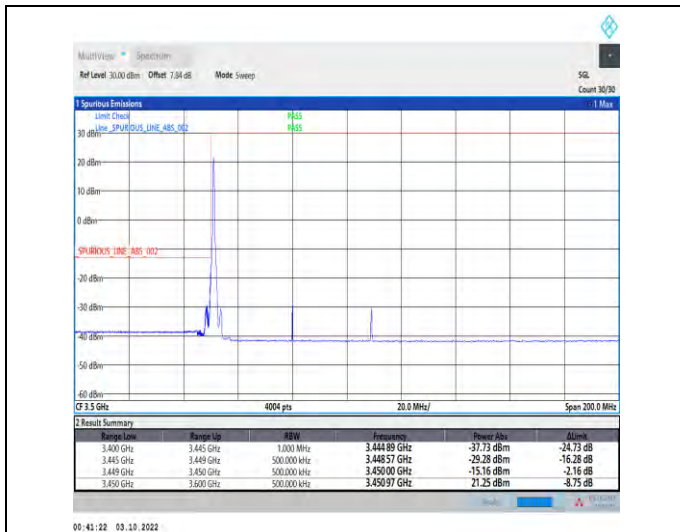 MultiView Spectrum
Ref Level 30.00 dBm Offset 7.84 dB Mode Sweep SGL
Count 30/30
1 Spurious Emissions 1 Max
Limit Check PASS
Line _SPURIOUS_LINE_ABS_002 PASS
30 dBm
20 dBm
10 dBm
0 dBm
_SPURIOUS_LINE_ABS_002
-20 dBm
-30 dBm
-40 dBm
-50 dBm
-60 dBm
CF 3.5 GHz 4004 pts 20.0 MHz/ Span 200.0 MHz
2 Result Summary
Range Low Range Up RBW Frequency Power Abs ΔLimit
3.400 GHz 3.445 GHz 1.000 MHz 3.444 89 GHz -37.73 dBm -24.73 dB
3.445 GHz 3.449 GHz 500.000 kHz 3.448 57 GHz -29.28 dBm -16.28 dB
3.449 GHz 3.450 GHz 500.000 kHz 3.450 00 GHz -15.16 dBm -2.16 dB
3.450 GHz 3.600 GHz 500.000 kHz 3.450 97 GHz 21.25 dBm -8.75 dB
00:41:22 03.10.2022